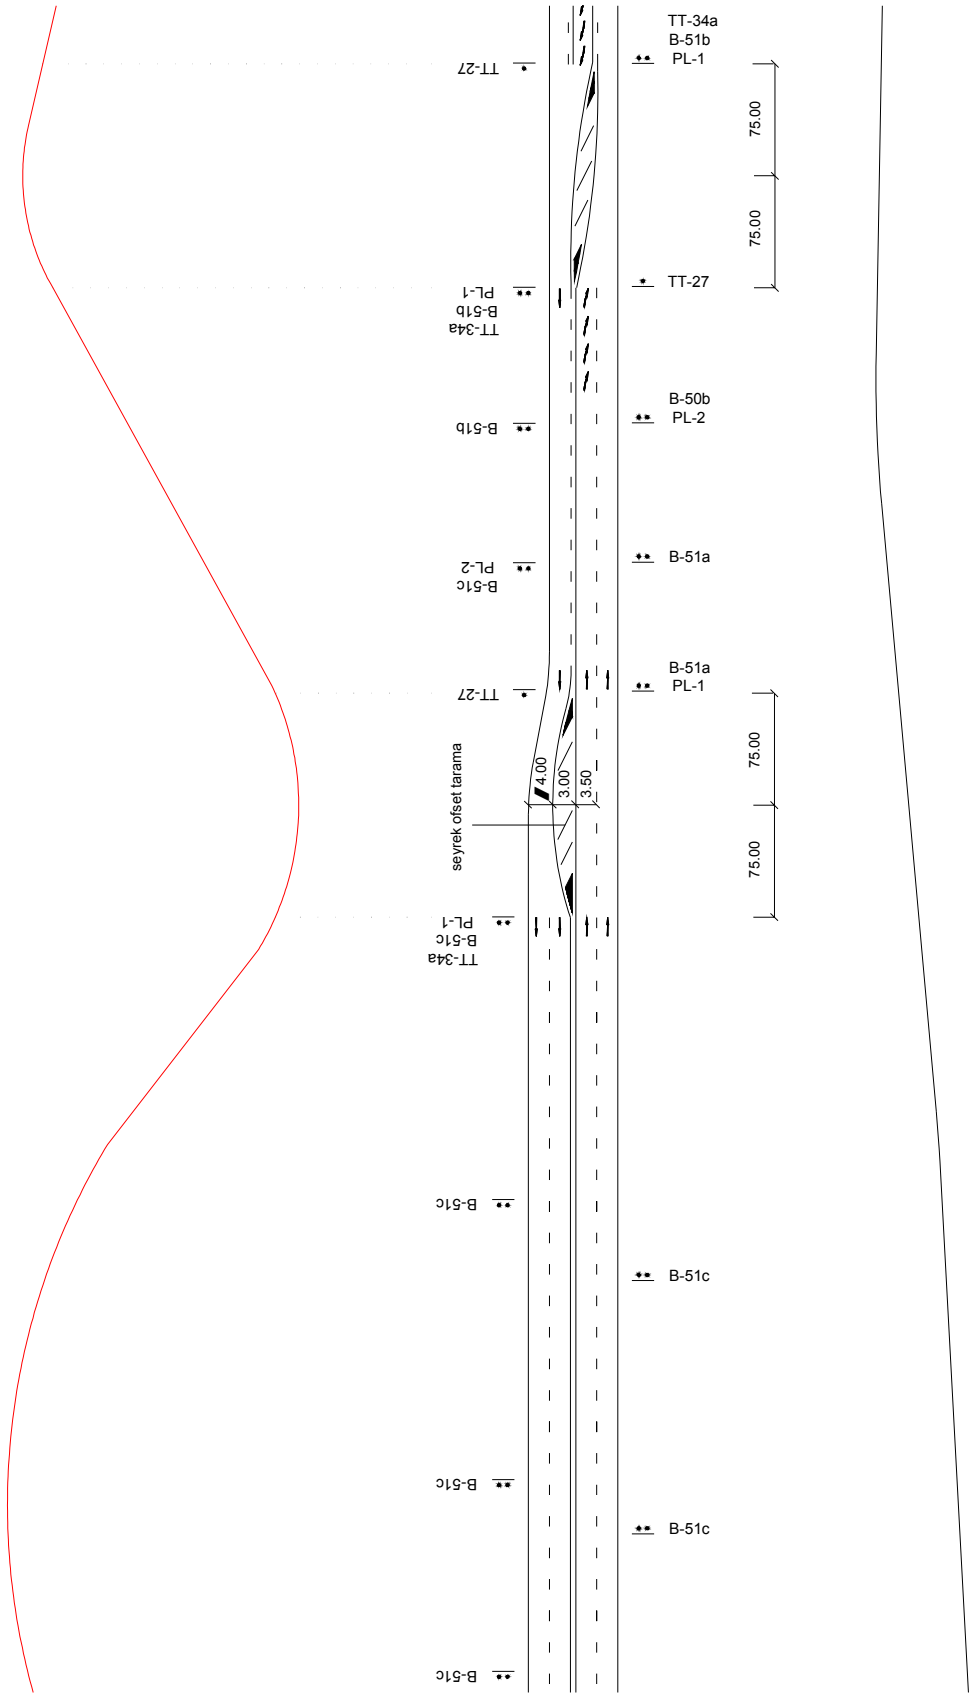 TT-34a
B-51b
PL-1
TT-27
75.00
75.00
TT-27
PL-1
B-51b
TT-34a
B-50b
PL-2
B-51b
B-51a
PL-2
B-51c
B-51a
PL-1
TT-27
75.00
4.00
3.00
3.50
seyrek ofset tarama
75.00
PL-1
B-51c
TT-34a
B-51c
B-51c
B-51c
B-51c
B-51c